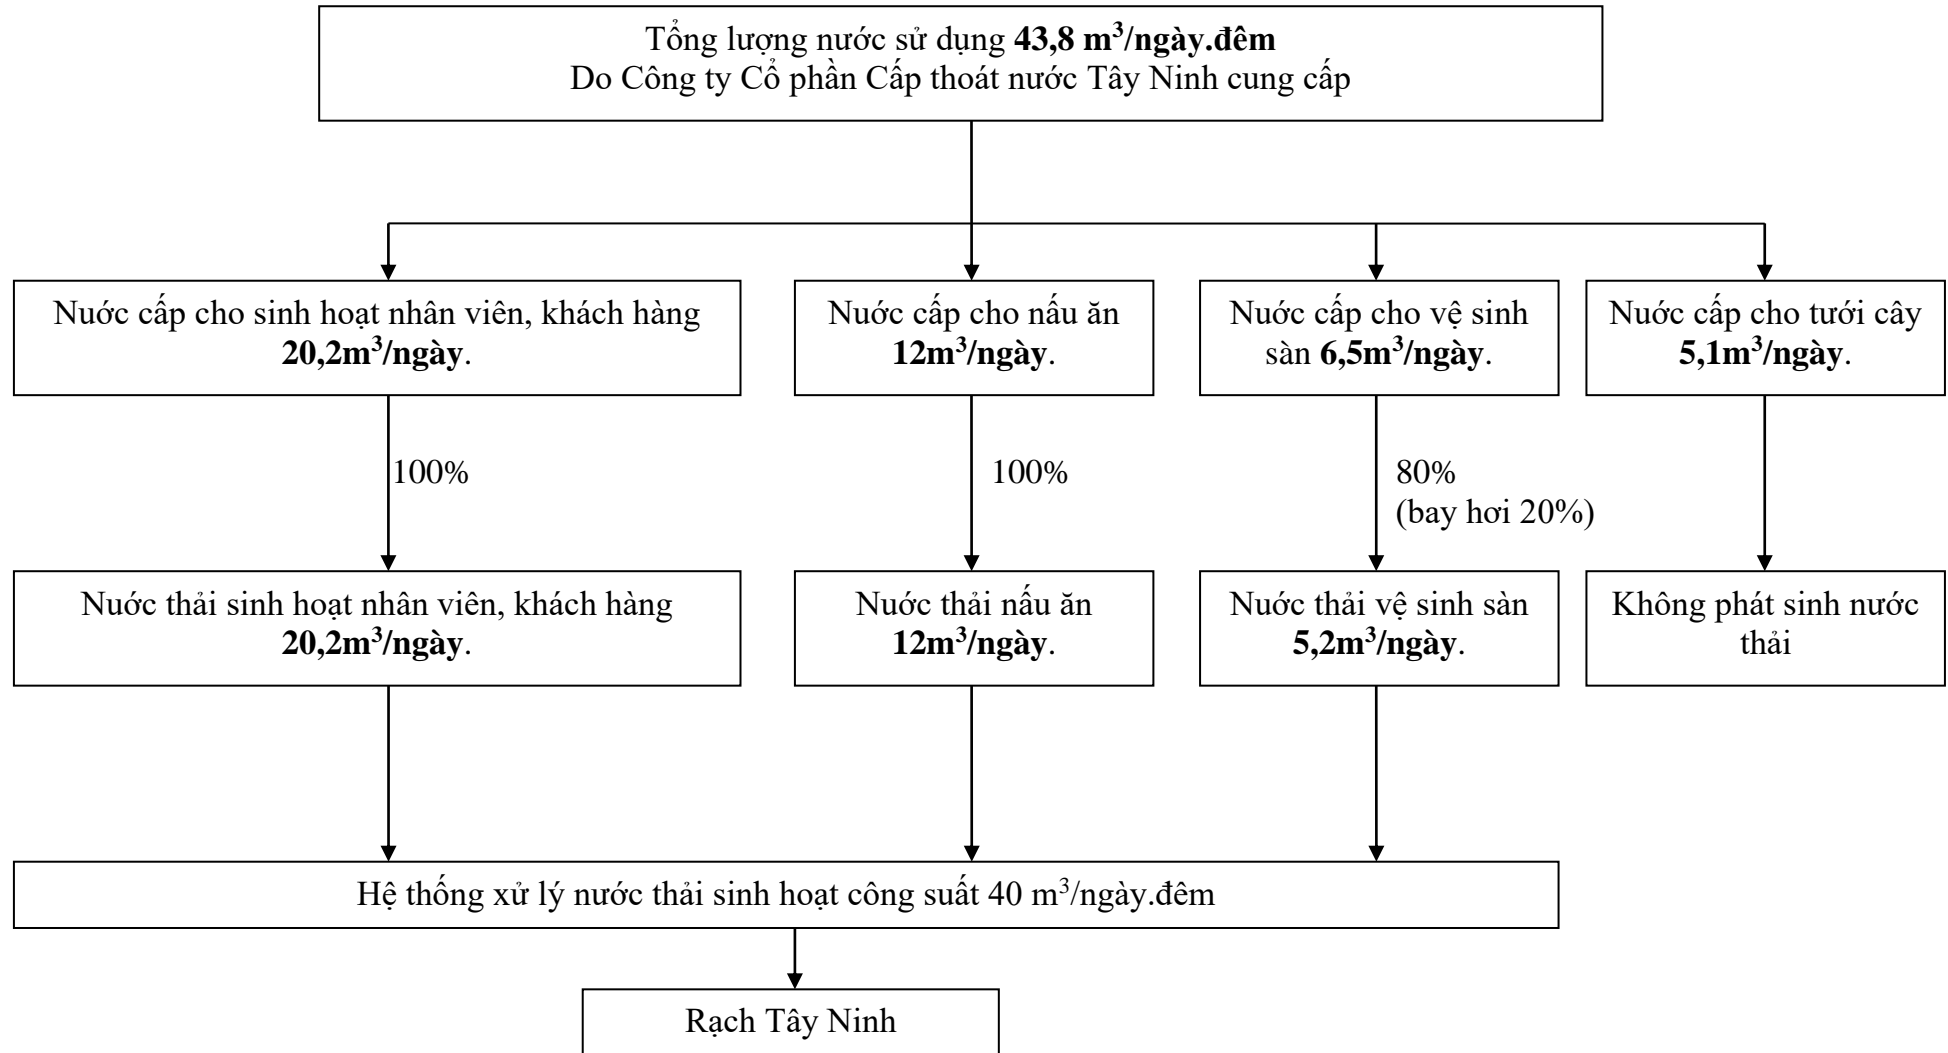 Tổng lượng nước sử dụng 43,8 m³/ngày.đêm
Do Công ty Cổ phần Cấp thoát nước Tây Ninh cung cấp
Nước cấp cho sinh hoạt nhân viên, khách hàng
20,2m³/ngày.
Nước cấp cho nấu ăn
12m³/ngày.
Nước cấp cho vệ sinh
sàn 6,5m³/ngày.
Nước cấp cho tưới cây
5,1m³/ngày.
100%
100%
80%
(bay hơi 20%)
Nước thải sinh hoạt nhân viên, khách hàng
20,2m³/ngày.
Nước thải nấu ăn
12m³/ngày.
Nước thải vệ sinh sàn
5,2m³/ngày.
Không phát sinh nước
thải
Hệ thống xử lý nước thải sinh hoạt công suất 40 m³/ngày.đêm
Rạch Tây Ninh